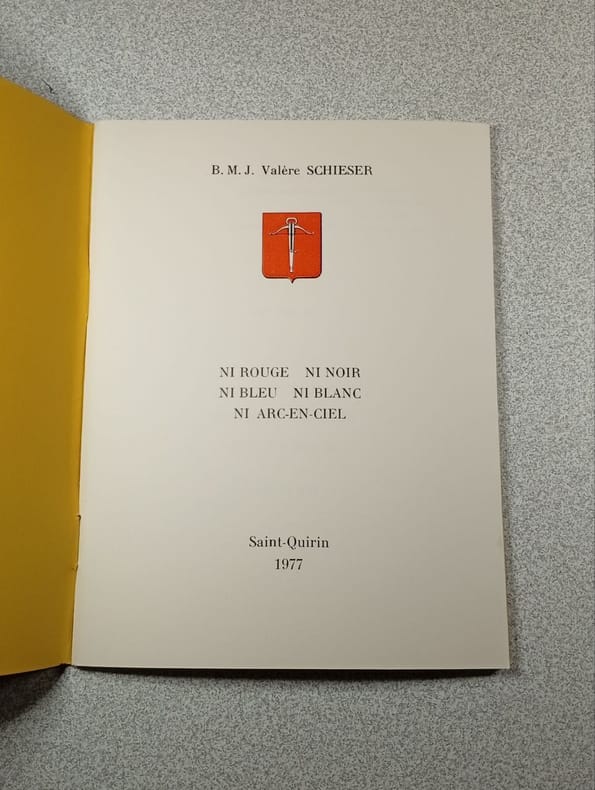 B. M. J. Valère SCHIESER
NI ROUGE NI NOIR
NI BLEU NI BLANC
NI ARC-EN-CIEL
Saint-Quirin
1977